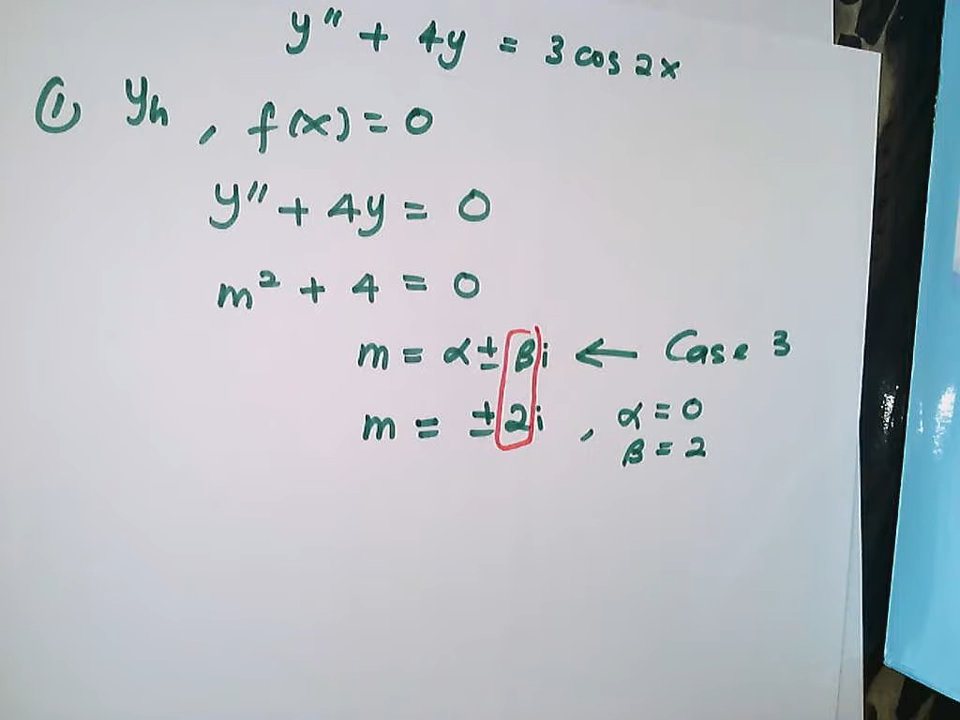 y" + 4y = 3 cos 2x
① yh , f(x) = 0
y" + 4y = 0
m² + 4 = 0
m = α ± βi ← Case 3
m = ± 2i , α = 0
β = 2